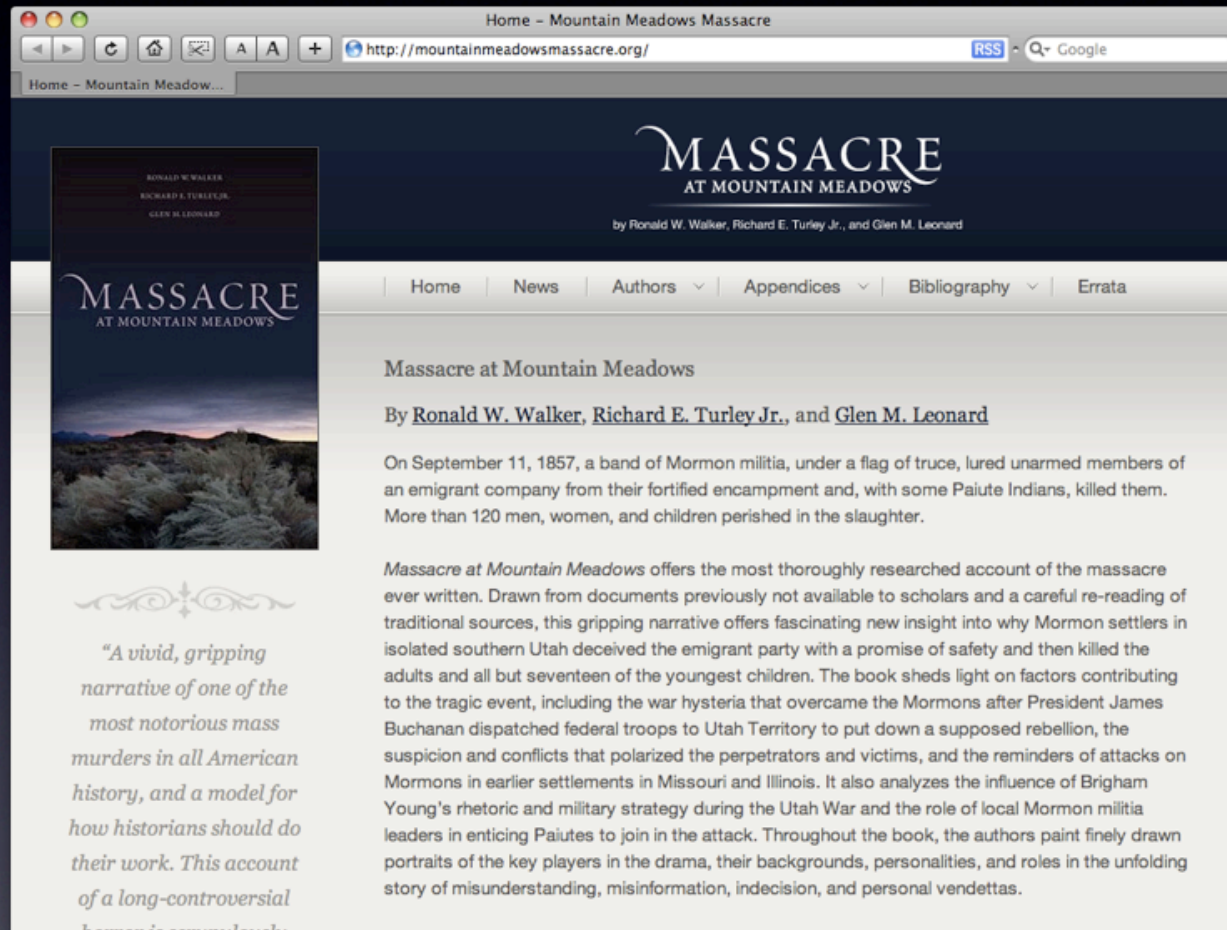 Home – Mountain Meadows Massacre
A A + http://mountainmeadowsmassacre.org/ RSS Google
Home – Mountain Meadow...
RONALD W. WALKER
RICHARD E. TURLEY, JR.
GLEN M. LEONARD
MASSACRE
AT MOUNTAIN MEADOWS
MASSACRE
AT MOUNTAIN MEADOWS
by Ronald W. Walker, Richard E. Turley Jr., and Glen M. Leonard
Home News Authors Appendices Bibliography Errata
Massacre at Mountain Meadows
By Ronald W. Walker, Richard E. Turley Jr., and Glen M. Leonard
On September 11, 1857, a band of Mormon militia, under a flag of truce, lured unarmed members of
an emigrant company from their fortified encampment and, with some Paiute Indians, killed them.
More than 120 men, women, and children perished in the slaughter.
Massacre at Mountain Meadows offers the most thoroughly researched account of the massacre
ever written. Drawn from documents previously not available to scholars and a careful re-reading of
traditional sources, this gripping narrative offers fascinating new insight into why Mormon settlers in
isolated southern Utah deceived the emigrant party with a promise of safety and then killed the
adults and all but seventeen of the youngest children. The book sheds light on factors contributing
to the tragic event, including the war hysteria that overcame the Mormons after President James
Buchanan dispatched federal troops to Utah Territory to put down a supposed rebellion, the
suspicion and conflicts that polarized the perpetrators and victims, and the reminders of attacks on
Mormons in earlier settlements in Missouri and Illinois. It also analyzes the influence of Brigham
Young's rhetoric and military strategy during the Utah War and the role of local Mormon militia
leaders in enticing Paiutes to join in the attack. Throughout the book, the authors paint finely drawn
portraits of the key players in the drama, their backgrounds, personalities, and roles in the unfolding
story of misunderstanding, misinformation, indecision, and personal vendettas.
“A vivid, gripping
narrative of one of the
most notorious mass
murders in all American
history, and a model for
how historians should do
their work. This account
of a long-controversial